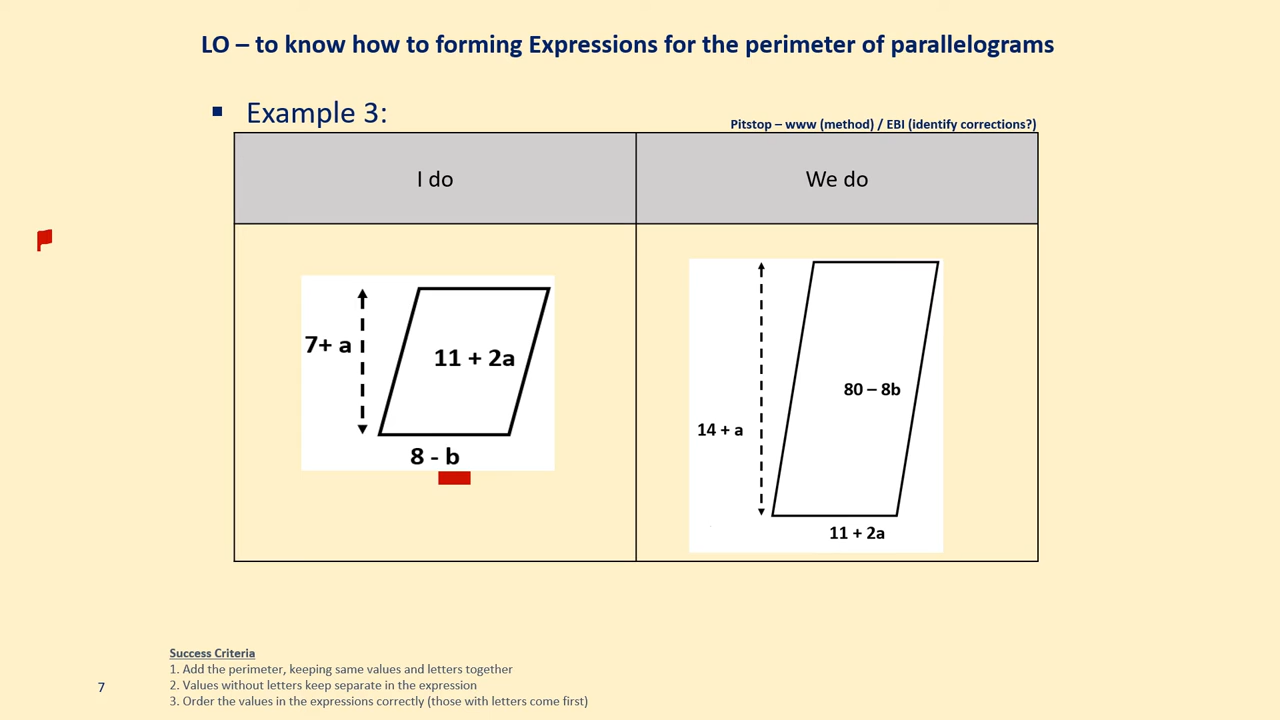 LO – to know how to forming Expressions for the perimeter of parallelograms
▪ Example 3:
Pitstop – www (method) / EBI (identify corrections?)
I do
We do
7+ a
11 + 2a
8 - b
80 – 8b
14 + a
11 + 2a
Success Criteria
1. Add the perimeter, keeping same values and letters together
2. Values without letters keep separate in the expression
3. Order the values in the expressions correctly (those with letters come first)
7